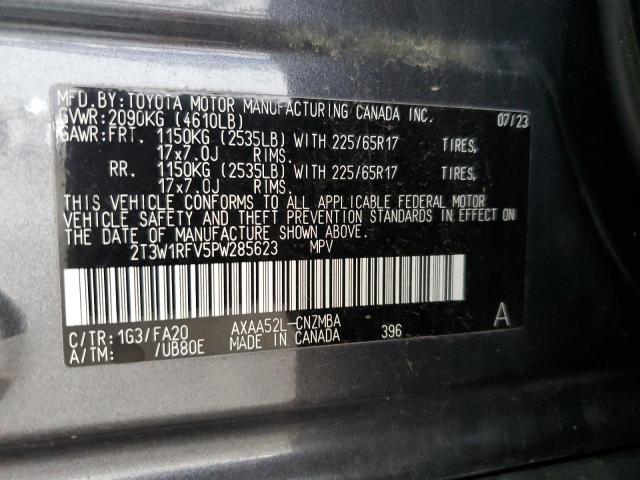 MFD.BY:TOYOTA MOTOR MANUFACTURING CANADA INC. 07/23
GVWR:2090KG (4610LB)
GAWR:FRT. 1150KG (2535LB) WITH 225/65R17 TIRES,
17x7.0J RIMS.
RR. 1150KG (2535LB) WITH 225/65R17 TIRES,
17x7.0J RIMS.
THIS VEHICLE CONFORMS TO ALL APPLICABLE FEDERAL MOTOR
VEHICLE SAFETY AND THEFT PREVENTION STANDARDS IN EFFECT ON
THE DATE OF MANUFACTURE SHOWN ABOVE.
2T3W1RFV5PW285623 MPV
C/TR:1G3/FA20 AXAA52L-CNZMBA 396 A
A/TM: /UB80E MADE IN CANADA